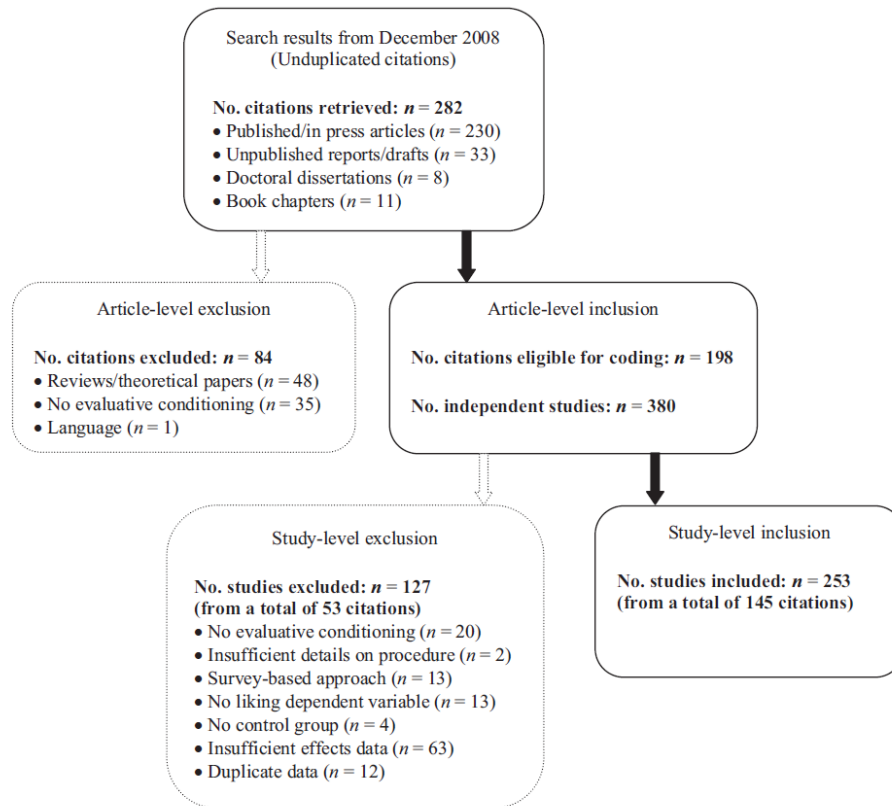 Search results from December 2008
(Unduplicated citations)
No. citations retrieved: n = 282
• Published/in press articles (n = 230)
• Unpublished reports/drafts (n = 33)
• Doctoral dissertations (n = 8)
• Book chapters (n = 11)
Article-level exclusion
No. citations excluded: n = 84
• Reviews/theoretical papers (n = 48)
• No evaluative conditioning (n = 35)
• Language (n = 1)
Article-level inclusion
No. citations eligible for coding: n = 198
No. independent studies: n = 380
Study-level exclusion
No. studies excluded: n = 127
(from a total of 53 citations)
• No evaluative conditioning (n = 20)
• Insufficient details on procedure (n = 2)
• Survey-based approach (n = 13)
• No liking dependent variable (n = 13)
• No control group (n = 4)
• Insufficient effects data (n = 63)
• Duplicate data (n = 12)
Study-level inclusion
No. studies included: n = 253
(from a total of 145 citations)